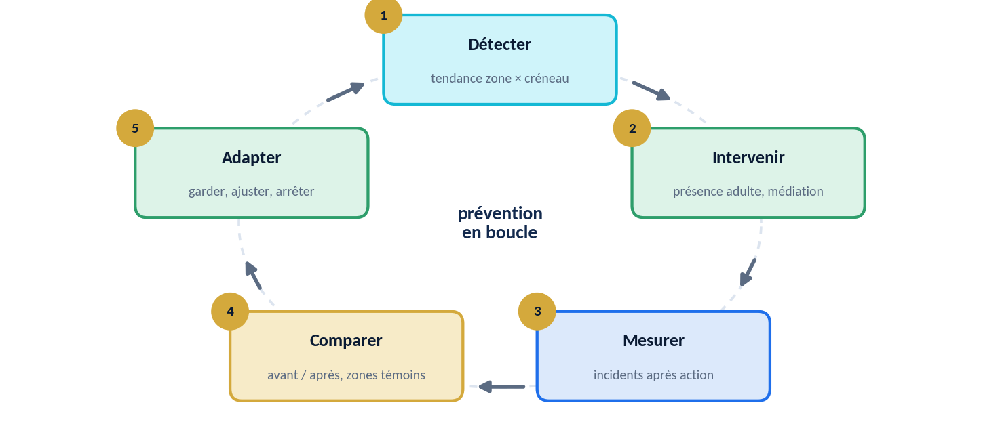 1
Détecter
tendance zone × créneau
2
Intervenir
présence adulte, médiation
3
Mesurer
incidents après action
4
Comparer
avant / après, zones témoins
5
Adapter
garder, ajuster, arrêter
prévention
en boucle